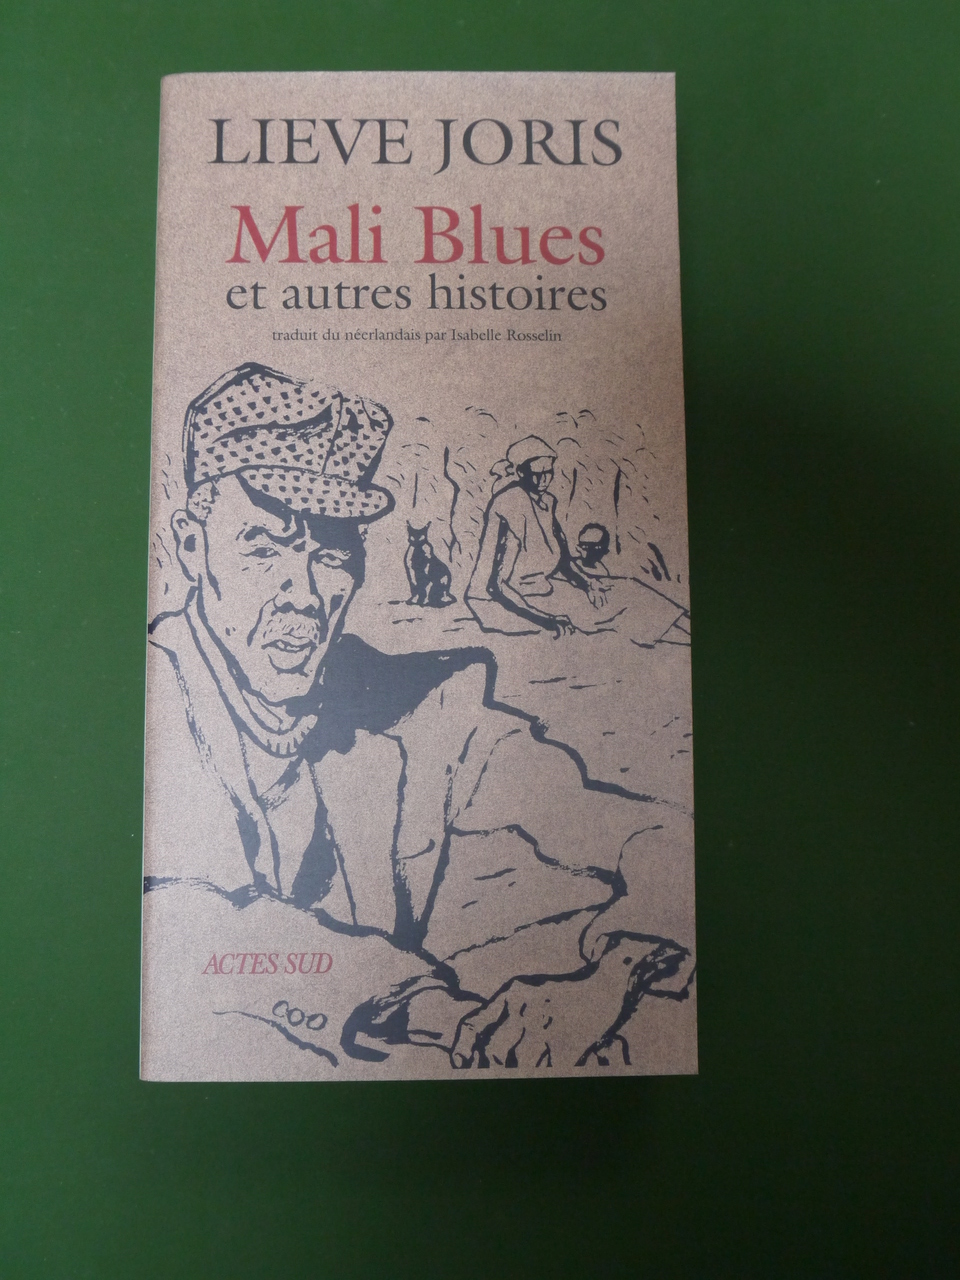 LIEVE JORIS
Mali Blues
et autres histoires
traduit du néerlandais par Isabelle Rosselin
ACTES SUD